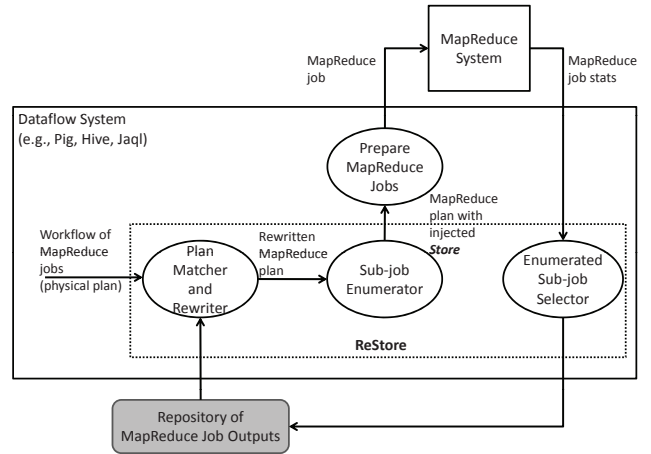 MapReduce
System
MapReduce
job
MapReduce
job stats
Dataflow System
(e.g., Pig, Hive, Jaql)
Prepare
MapReduce
Jobs
MapReduce
plan with
injected
Store
Workflow of
MapReduce
jobs
(physical plan)
Plan
Matcher
and
Rewriter
Rewritten
MapReduce
plan
Sub-job
Enumerator
Enumerated
Sub-job
Selector
ReStore
Repository of
MapReduce Job Outputs